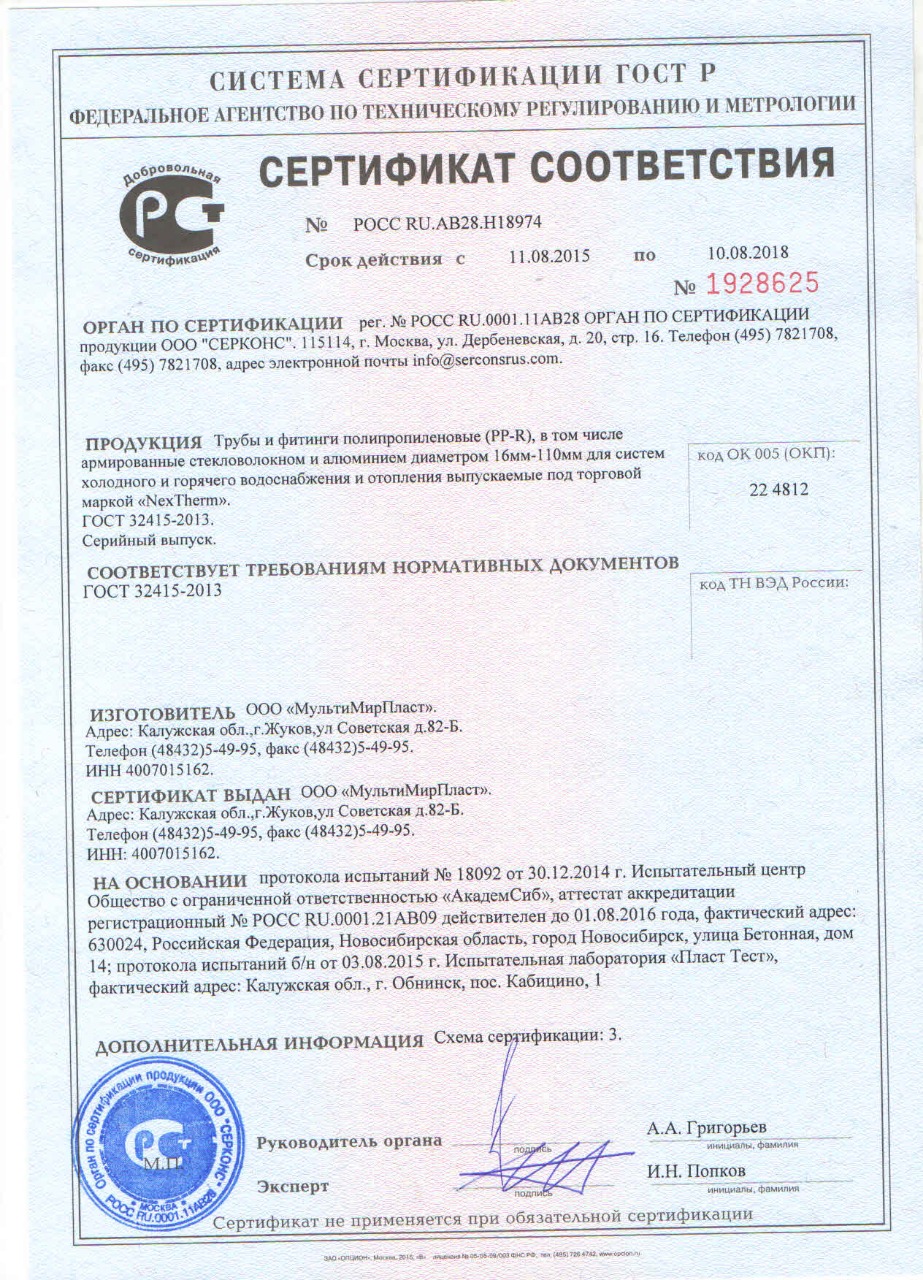 СИСТЕМА СЕРТИФИКАЦИИ ГОСТ Р
ФЕДЕРАЛЬНОЕ АГЕНТСТВО ПО ТЕХНИЧЕСКОМУ РЕГУЛИРОВАНИЮ И МЕТРОЛОГИИ
Добровольная
РСТ
сертификация
СЕРТИФИКАТ СООТВЕТСТВИЯ
№ РОСС RU.АВ28.Н18974
Срок действия с 11.08.2015 по 10.08.2018
№ 1928625
ОРГАН ПО СЕРТИФИКАЦИИ рег. № РОСС RU.0001.11АВ28 ОРГАН ПО СЕРТИФИКАЦИИ
продукции ООО "СЕРКОНС". 115114, г. Москва, ул. Дербеневская, д. 20, стр. 16. Телефон (495) 7821708,
факс (495) 7821708, адрес электронной почты info@serconsrus.com.
ПРОДУКЦИЯ Трубы и фитинги полипропиленовые (PP-R), в том числе
армированные стекловолокном и алюминием диаметром 16мм-110мм для систем
холодного и горячего водоснабжения и отопления выпускаемые под торговой
маркой «NexTherm».
ГОСТ 32415-2013.
Серийный выпуск.
код ОК 005 (ОКП):
22 4812
СООТВЕТСТВУЕТ ТРЕБОВАНИЯМ НОРМАТИВНЫХ ДОКУМЕНТОВ
ГОСТ 32415-2013
код ТН ВЭД России:
ИЗГОТОВИТЕЛЬ ООО «МультиМирПласт».
Адрес: Калужская обл.,г.Жуков,ул Советская д.82-Б.
Телефон (48432)5-49-95, факс (48432)5-49-95.
ИНН 4007015162.
СЕРТИФИКАТ ВЫДАН ООО «МультиМирПласт».
Адрес: Калужская обл.,г.Жуков,ул Советская д.82-Б.
Телефон (48432)5-49-95, факс (48432)5-49-95.
ИНН: 4007015162.
НА ОСНОВАНИИ протокола испытаний № 18092 от 30.12.2014 г. Испытательный центр
Общество с ограниченной ответственностью «АкадемСиб», аттестат аккредитации
регистрационный № РОСС RU.0001.21АВ09 действителен до 01.08.2016 года, фактический адрес:
630024, Российская Федерация, Новосибирская область, город Новосибирск, улица Бетонная, дом
14; протокола испытаний б/н от 03.08.2015 г. Испытательная лаборатория «Пласт Тест»,
фактический адрес: Калужская обл., г. Обнинск, пос. Кабицино, 1
ДОПОЛНИТЕЛЬНАЯ ИНФОРМАЦИЯ Схема сертификации: 3.
Орган по сертификации продукции ООО "СЕРКОНС"
РСТ
М.П.
* МОСКВА *
РОСС RU.0001.11АВ28
Руководитель органа
подпись
А.А. Григорьев
инициалы, фамилия
Эксперт
подпись
И.Н. Попков
инициалы, фамилия
Сертификат не применяется при обязательной сертификации
ЗАО «ОПЦИОН», Москва, 2015, «В» лицензия № 05-05-09/003 ФНС РФ, тел. (495) 726 4742, www.opcion.ru